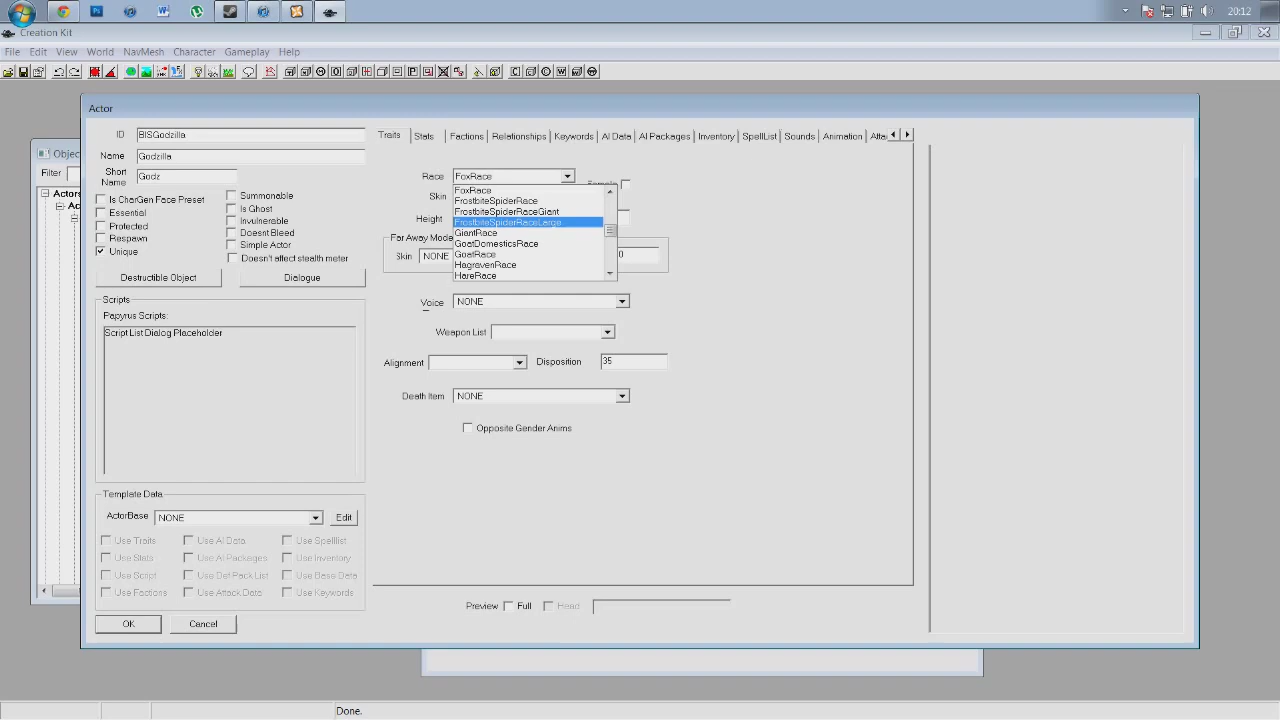 20:12
Creation Kit
File Edit View World NavMesh Character Gameplay Help
Actor
Objec
Filter
Actors
Ac
ID BISGodzilla
Name Godzilla
Short Name Godz
Is CharGen Face Preset
Essential
Protected
Respawn
Unique
Summonable
Is Ghost
Invulnerable
Doesnt Bleed
Simple Actor
Doesn't affect stealth meter
Destructible Object Dialogue
Scripts
Papyrus Scripts:
Script List Dialog Placeholder
Template Data
ActorBase NONE Edit
Use Traits Use AI Data Use Spelllist
Use Stats Use AI Packages Use Inventory
Use Script Use Def Pack List Use Base Data
Use Factions Use Attack Data Use Keywords
OK Cancel
Traits Stats Factions Relationships Keywords AI Data AI Packages Inventory SpellList Sounds Animation Atta
Race FoxRace
Skin
Height
FoxRace
FrostbiteSpiderRace
FrostbiteSpiderRaceGiant
FrostbiteSpiderRaceLarge
GiantRace
GoatDomesticsRace
GoatRace
HagravenRace
HareRace
Far Away Mode
Skin NONE 0
Voice NONE
Weapon List
Alignment Disposition 35
Death Item NONE
Opposite Gender Anims
Preview Full Head
Done.